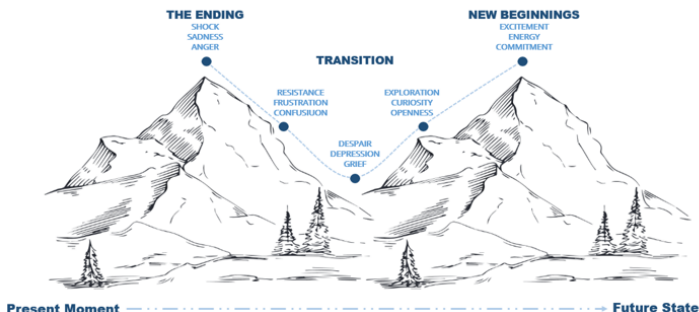 THE ENDING
SHOCK
SADNESS
ANGER
NEW BEGINNINGS
EXCITEMENT
ENERGY
COMMITMENT
TRANSITION
RESISTANCE
FRUSTRATION
CONFUSIUON
EXPLORATION
CURIOSITY
OPENNESS
DESPAIR
DEPRESSION
GRIEF
Present Moment
Future State